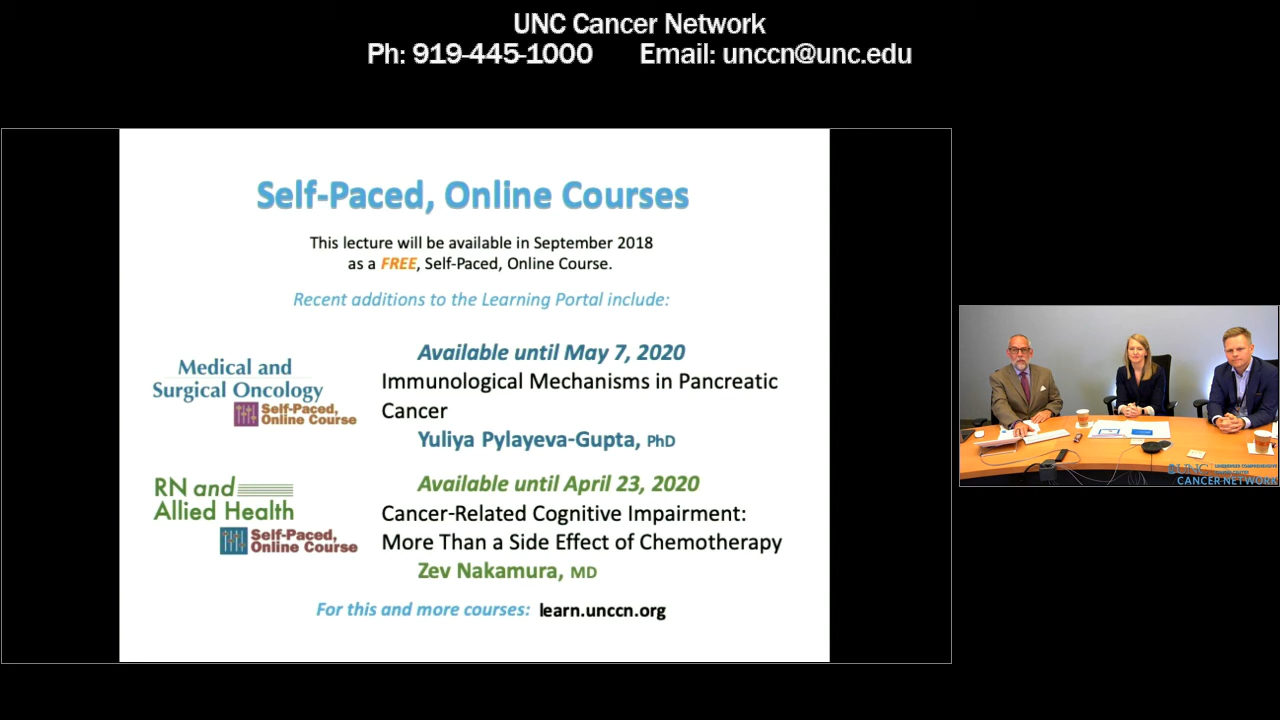 UNC Cancer Network
Ph: 919-445-1000 Email: unccn@unc.edu
Self-Paced, Online Courses
This lecture will be available in September 2018
as a FREE, Self-Paced, Online Course.
Recent additions to the Learning Portal include:
Medical and
Surgical Oncology
Self-Paced,
Online Course
Available until May 7, 2020
Immunological Mechanisms in Pancreatic
Cancer
Yuliya Pylayeva-Gupta, PhD
RN and
Allied Health
Self-Paced,
Online Course
Available until April 23, 2020
Cancer-Related Cognitive Impairment:
More Than a Side Effect of Chemotherapy
Zev Nakamura, MD
For this and more courses: learn.unccn.org
UNC
CANCER NETWORK